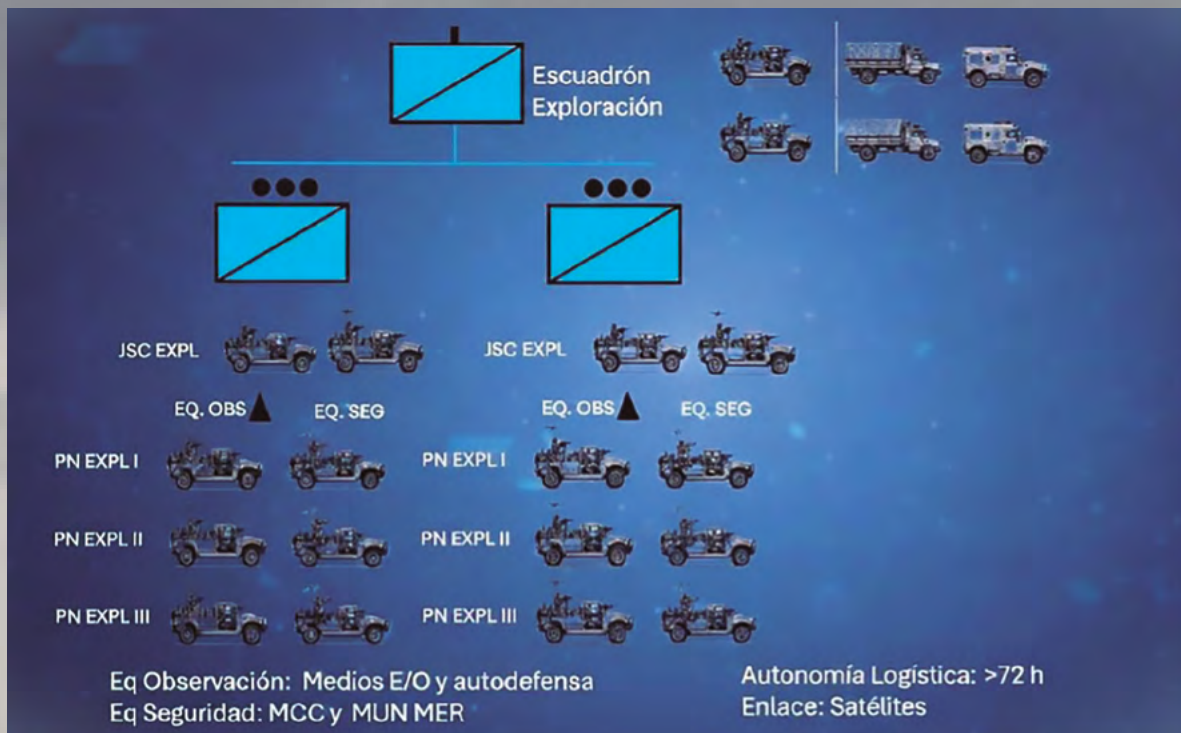 Escuadrón
Exploración
JSC EXPL
JSC EXPL
EQ. OBS
EQ. SEG
EQ. OBS
EQ. SEG
PN EXPL I
PN EXPL I
PN EXPL II
PN EXPL II
PN EXPL III
PN EXPL III
Eq Observación: Medios E/O y autodefensa
Eq Seguridad: MCC y MUN MER
Autonomía Logística: >72 h
Enlace: Satélites